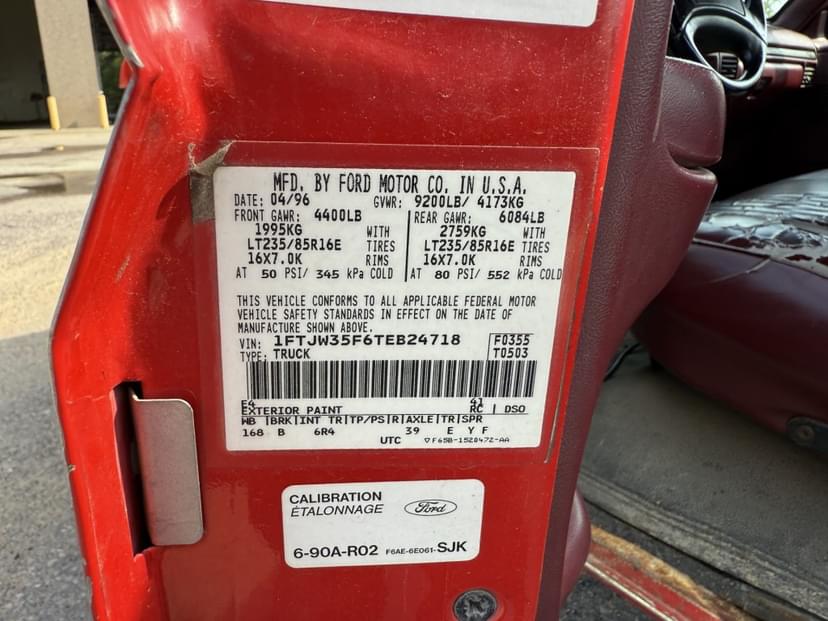 MFD. BY FORD MOTOR CO. IN U.S.A.
DATE: 04/96 GVWR: 9200LB/ 4173KG
FRONT GAWR: 4400LB REAR GAWR: 6084LB
1995KG WITH 2759KG WITH
LT235/85R16E TIRES LT235/85R16E TIRES
16X7.0K RIMS 16X7.0K RIMS
AT 50 PSI/ 345 kPa COLD AT 80 PSI/ 552 kPa COLD
THIS VEHICLE CONFORMS TO ALL APPLICABLE FEDERAL MOTOR
VEHICLE SAFETY STANDARDS IN EFFECT ON THE DATE OF
MANUFACTURE SHOWN ABOVE.
VIN: 1FTJW35F6TEB24718 F0355
TYPE: TRUCK T0503
E4 41
EXTERIOR PAINT RC | DSO
WB |BRK|INT TR|TP/PS|R|AXLE|TR|SPR
168 B 6R4 39 E Y F
UTC ▽F65B-1520472-AA
CALIBRATION
ÉTALONNAGE
Ford
6-90A-R02 F6AE-6E061-SJK